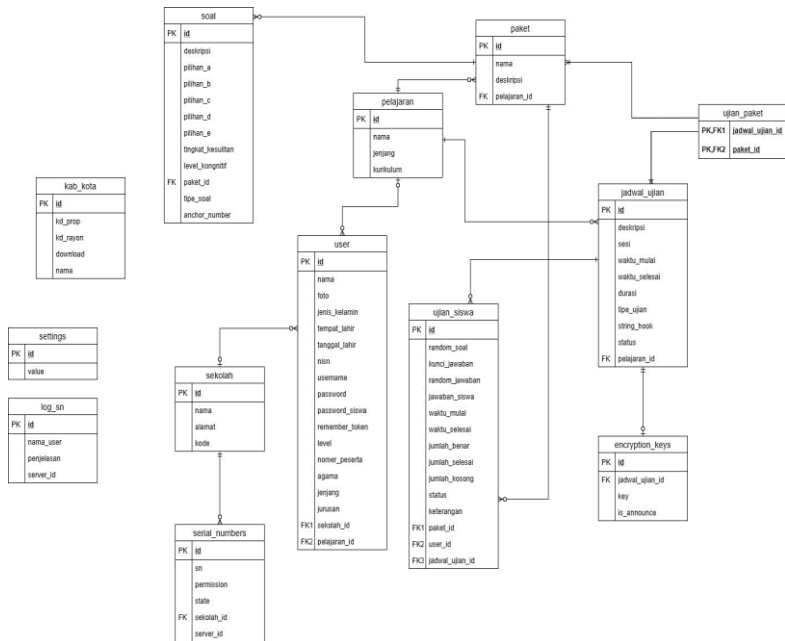 soal
PK id
deskripsi
pilihan_a
pilihan_b
pilihan_c
pilihan_d
pilihan_e
tingkat_kesulitan
level_kongnitif
FK paket_id
tipe_soal
anchor_number
paket
PK id
nama
deskripsi
FK pelajaran_id
pelajaran
PK id
nama
jenjang
kurikulum
ujian_paket
PK,FK1 jadwal_ujian_id
PK,FK2 paket_id
kab_kota
PK id
kd_prop
kd_rayon
download
nama
jadwal_ujian
PK id
deskripsi
sesi
waktu_mulai
waktu_selesai
durasi
tipe_ujian
string_hook
status
FK pelajaran_id
user
PK id
nama
foto
jenis_kelamin
tempat_lahir
tanggal_lahir
nisn
username
password
password_siswa
remember_token
level
nomer_peserta
agama
jenjang
jurusan
FK1 sekolah_id
FK2 pelajaran_id
ujian_siswa
PK id
random_soal
kunci_jawaban
random_jawaban
jawaban_siswa
waktu_mulai
waktu_selesai
jumlah_benar
jumlah_selesai
jumlah_kosong
status
keterangan
FK1 paket_id
FK2 user_id
FK3 jadwal_ujian_id
settings
PK id
value
sekolah
PK id
nama
alamat
kode
log_sn
PK id
nama_user
penjelasan
server_id
encryption_keys
PK id
FK jadwal_ujian_id
key
is_announce
serial_numbers
PK id
sn
permission
state
FK sekolah_id
server_id